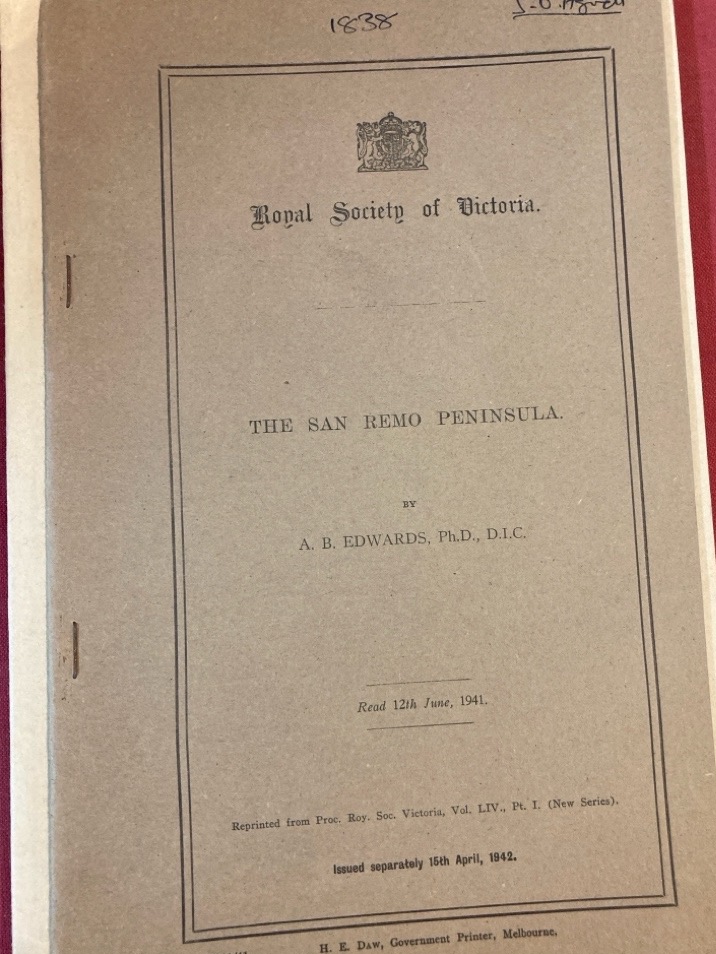 1838
Royal Society of Victoria.
THE SAN REMO PENINSULA.
BY
A. B. EDWARDS, Ph.D., D.I.C.
Read 12th June, 1941.
Reprinted from Proc. Roy. Soc. Victoria, Vol. LIV., Pt. I. (New Series).
Issued separately 15th April, 1942.
H. E. DAW, Government Printer, Melbourne.